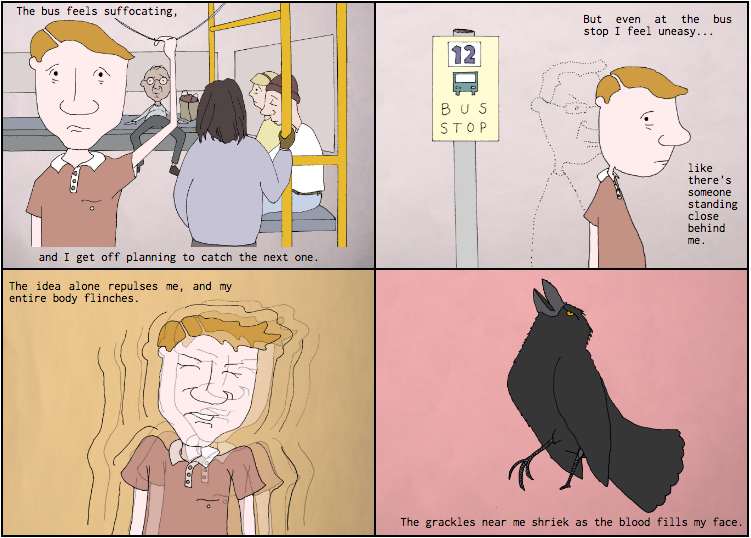 The bus feels suffocating,
and I get off planning to catch the next one.
But even at the bus
stop I feel uneasy...
12
BUS
STOP
like
there's
someone
standing
close
behind
me.
The idea alone repulses me, and my
entire body flinches.
The grackles near me shriek as the blood fills my face.